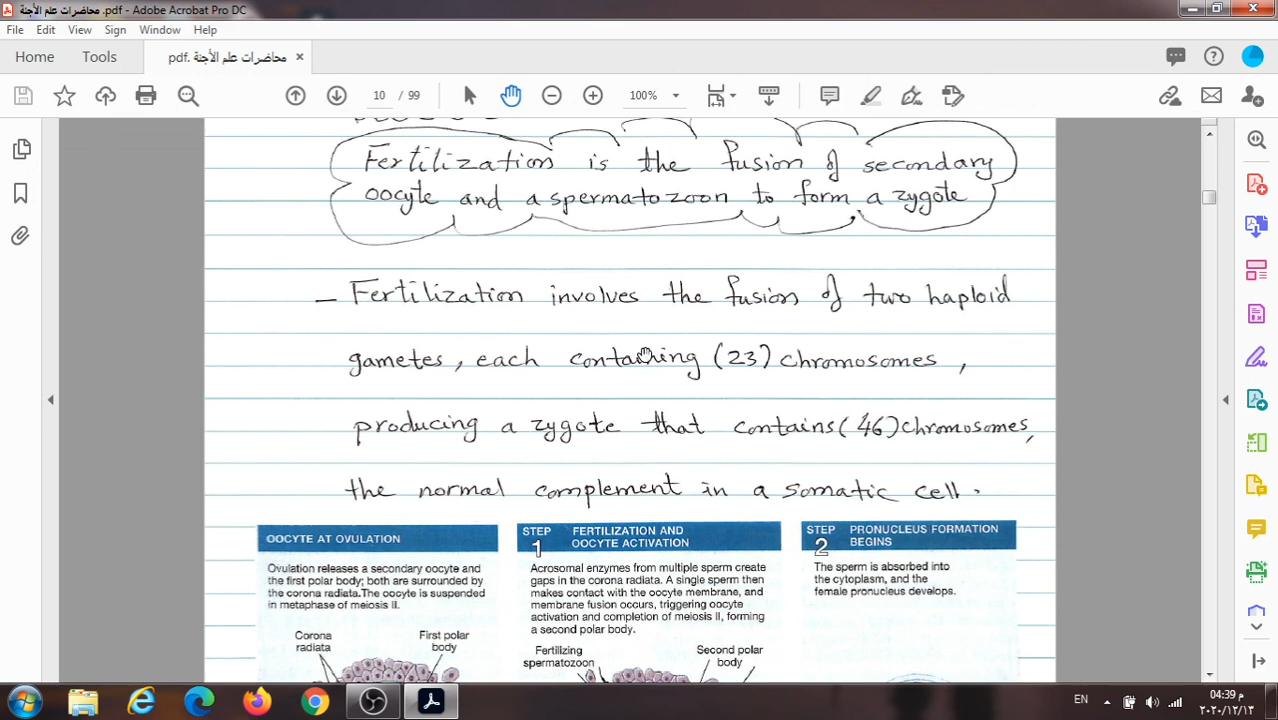 محاضرات علم الأجنة .pdf - Adobe Acrobat Pro DC
File Edit View Sign Window Help
Home Tools محاضرات علم الأجنة .pdf ×
10 / 99 100%
Fertilization is the fusion of secondary
oocyte and a spermatozoon to form a zygote
– Fertilization involves the fusion of two haploid
gametes, each containing (23) chromosomes,
producing a zygote that contains (46) chromosomes,
the normal complement in a somatic cell.
OOCYTE AT OVULATION
Ovulation releases a secondary oocyte and
the first polar body; both are surrounded by
the corona radiata. The oocyte is suspended
in metaphase of meiosis II.
Corona
radiata
First polar
body
STEP 1 FERTILIZATION AND
OOCYTE ACTIVATION
Acrosomal enzymes from multiple sperm create
gaps in the corona radiata. A single sperm then
makes contact with the oocyte membrane, and
membrane fusion occurs, triggering oocyte
activation and completion of meiosis II, forming
a second polar body.
Fertilizing
spermatozoon
Second polar
body
STEP 2 PRONUCLEUS FORMATION
BEGINS
The sperm is absorbed into
the cytoplasm, and the
female pronucleus develops.
EN
04:39 م
٢٠٢٠/١٢/١٣